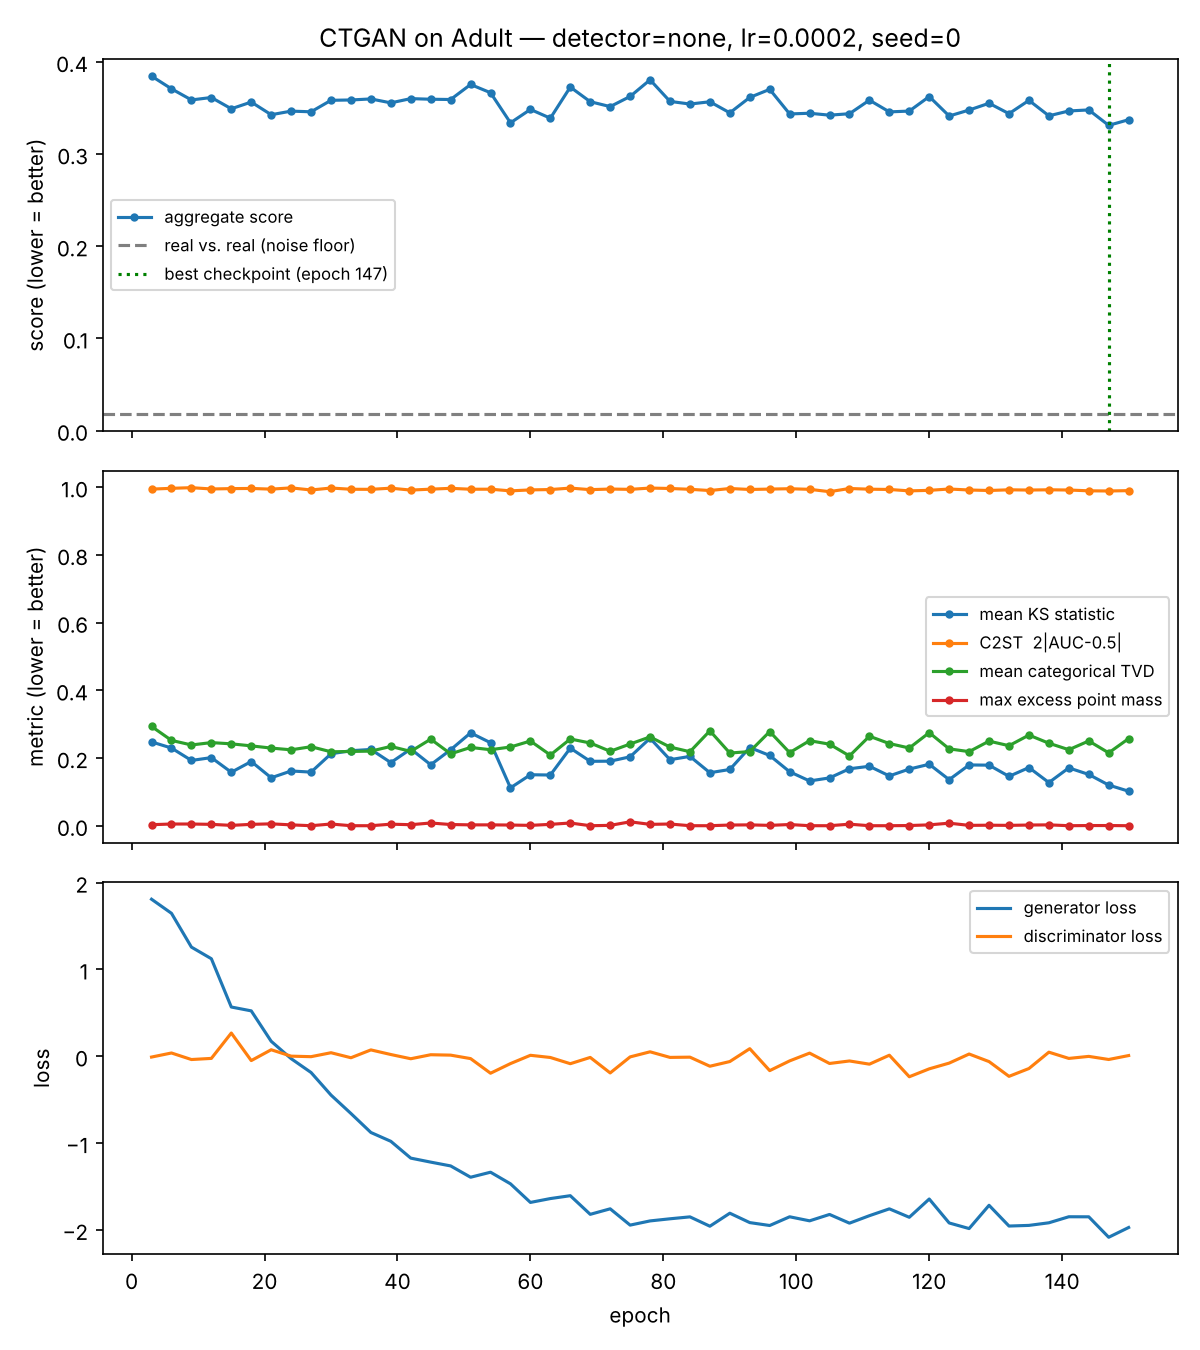 CTGAN on Adult — detector=none, lr=0.0002, seed=0
score (lower = better)
0.4
0.3
0.2
0.1
0.0
aggregate score
real vs. real (noise floor)
best checkpoint (epoch 147)
metric (lower = better)
1.0
0.8
0.6
0.4
0.2
0.0
mean KS statistic
C2ST  2|AUC-0.5|
mean categorical TVD
max excess point mass
loss
2
1
0
−1
−2
generator loss
discriminator loss
0
20
40
60
80
100
120
140
epoch